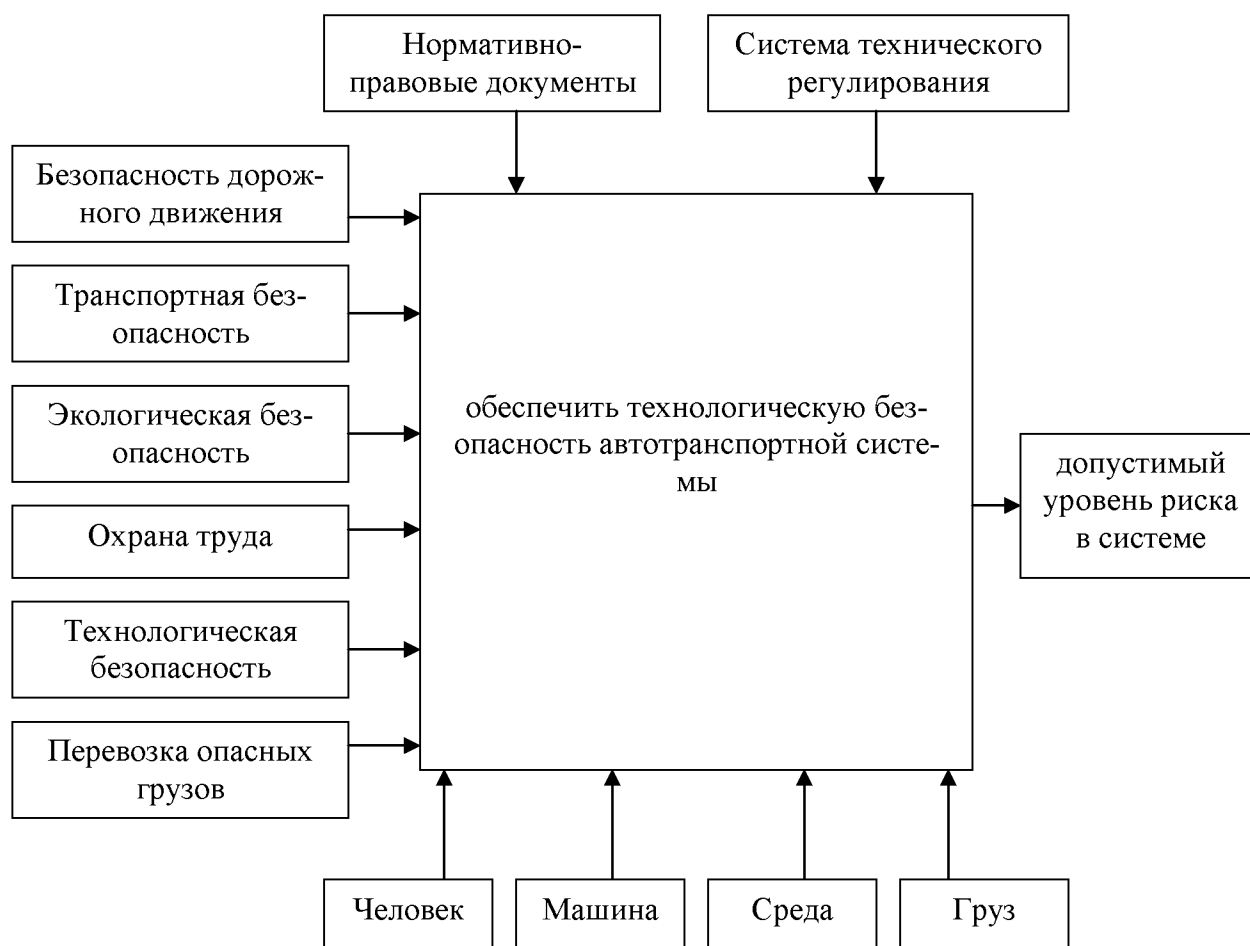 Нормативно-
правовые документы
Система технического
регулирования
Безопасность дорож-
ного движения
Транспортная без-
опасность
Экологическая без-
опасность
Охрана труда
Технологическая
безопасность
Перевозка опасных
грузов
обеспечить технологическую без-
опасность автотранспортной систе-
мы
допустимый
уровень риска
в системе
Человек
Машина
Среда
Груз